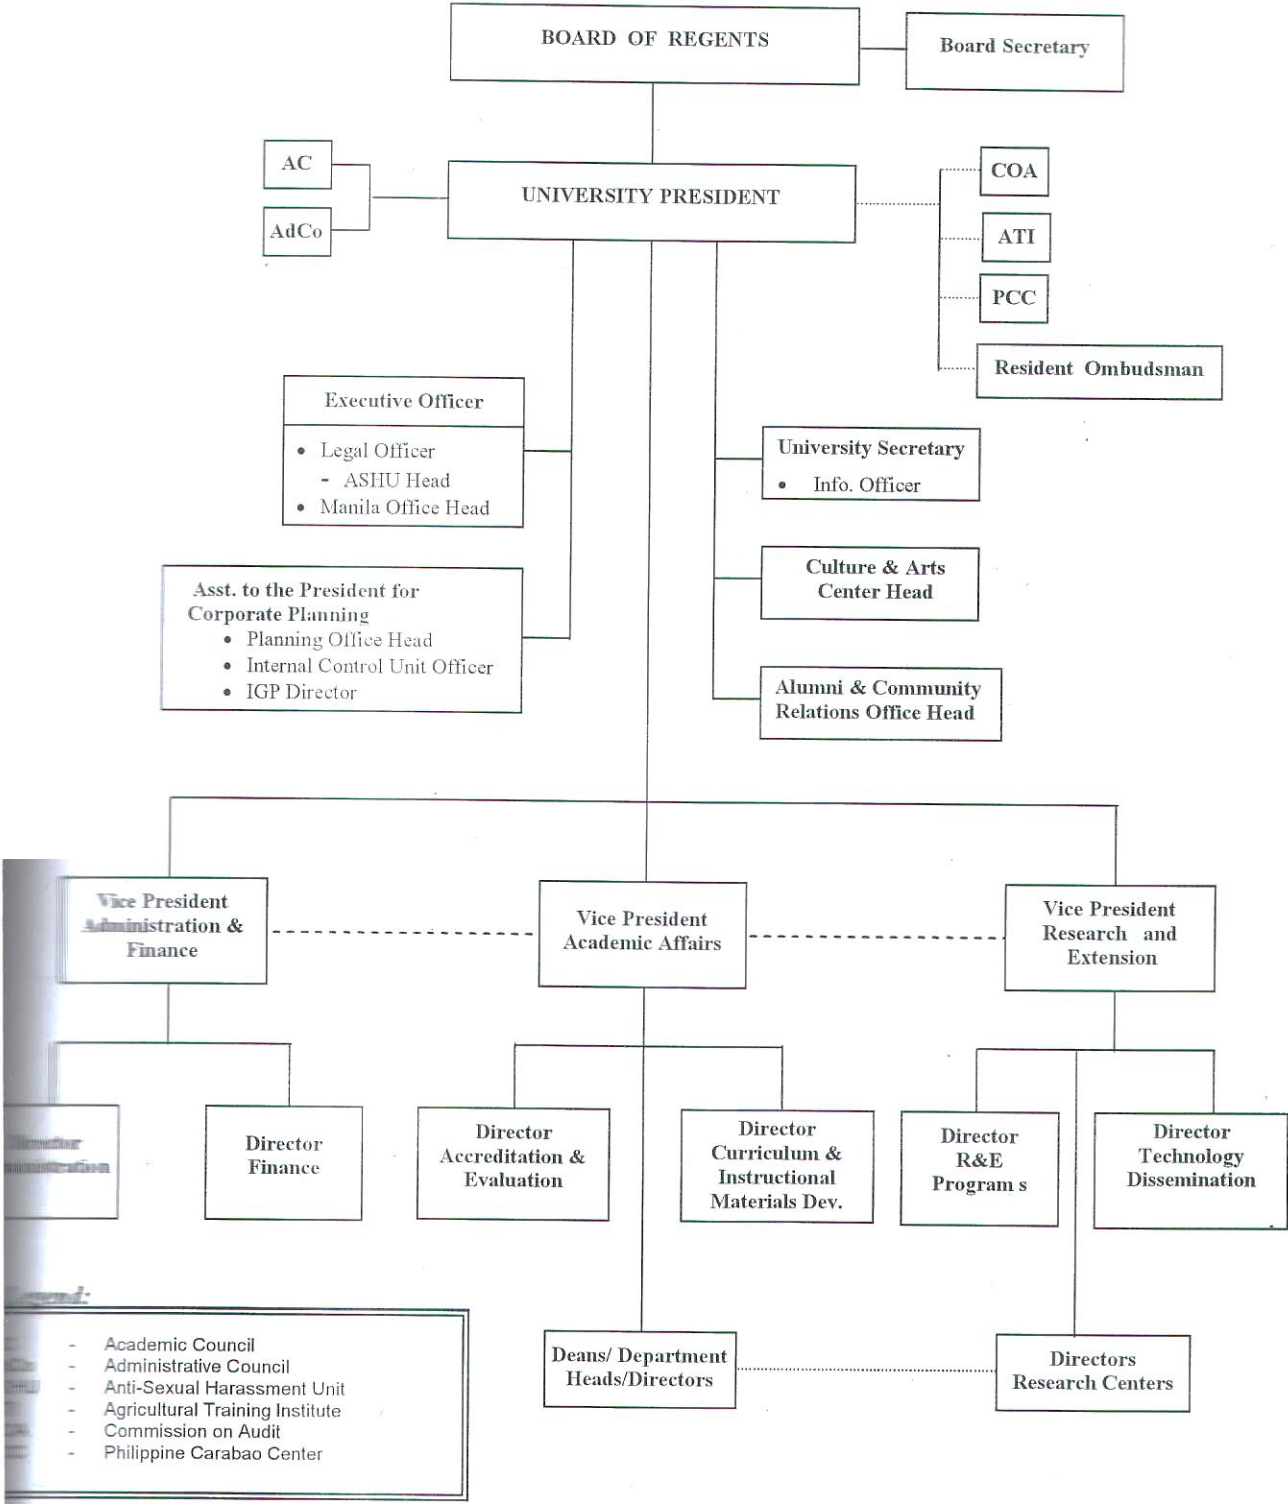 BOARD OF REGENTS
Board Secretary
AC
AdCo
UNIVERSITY PRESIDENT
COA
ATI
PCC
Resident Ombudsman
Executive Officer
• Legal Officer
- ASHU Head
• Manila Office Head
University Secretary
• Info. Officer
Asst. to the President for
Corporate Planning
• Planning Office Head
• Internal Control Unit Officer
• IGP Director
Culture & Arts
Center Head
Alumni & Community
Relations Office Head
Vice President
Administration &
Finance
Vice President
Academic Affairs
Vice President
Research and
Extension
Director
Director
Finance
Director
Accreditation &
Evaluation
Director
Curriculum &
Instructional
Materials Dev.
Director
R&E
Program s
Director
Technology
Dissemination
Legend:
- Academic Council
- Administrative Council
- Anti-Sexual Harassment Unit
- Agricultural Training Institute
- Commission on Audit
- Philippine Carabao Center
Deans/ Department
Heads/Directors
Directors
Research Centers